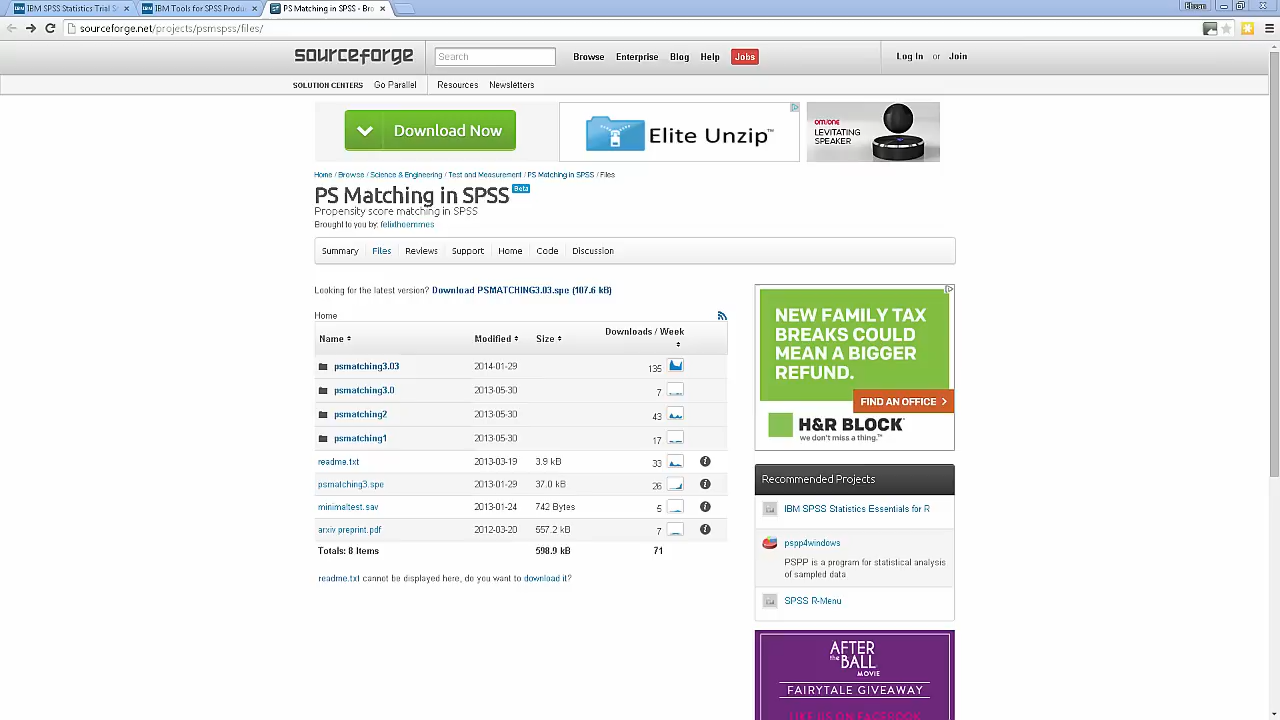 IBM SPSS Statistics Trial S
IBM Tools for SPSS Produc
PS Matching in SPSS - Bro
sourceforge.net/projects/psmspss/files/
sourceforge
Search
Browse
Enterprise
Blog
Help
Jobs
Log In or Join
SOLUTION CENTERS
Go Parallel
Resources
Newsletters
Download Now
Elite Unzip™
om/one
LEVITATING
SPEAKER
Home / Browse / Science & Engineering / Test and Measurement / PS Matching in SPSS / Files
PS Matching in SPSS Beta
Propensity score matching in SPSS
Brought to you by: felixthoemmes
Summary
Files
Reviews
Support
Home
Code
Discussion
Looking for the latest version? Download PSMATCHING3.03.spe (107.6 kB)
Home
Name Modified Size Downloads / Week
psmatching3.03 2014-01-29 135
psmatching3.0 2013-05-30 7
psmatching2 2013-05-30 43
psmatching1 2013-05-30 17
readme.txt 2013-03-19 3.9 kB 33
psmatching3.spe 2013-01-29 37.0 kB 26
minimaltest.sav 2013-01-24 742 Bytes 5
arxiv preprint.pdf 2012-03-20 557.2 kB 7
Totals: 8 Items 598.9 kB 71
readme.txt cannot be displayed here, do you want to download it?
NEW FAMILY TAX
BREAKS COULD
MEAN A BIGGER
REFUND.
FIND AN OFFICE
H&R BLOCK
we don't miss a thing.™
Recommended Projects
IBM SPSS Statistics Essentials for R
pspp4windows
PSPP is a program for statistical analysis
of sampled data
SPSS R-Menu
AFTER
the BALL
MOVIE
FAIRYTALE GIVEAWAY
LIKE US ON FACEBOOK